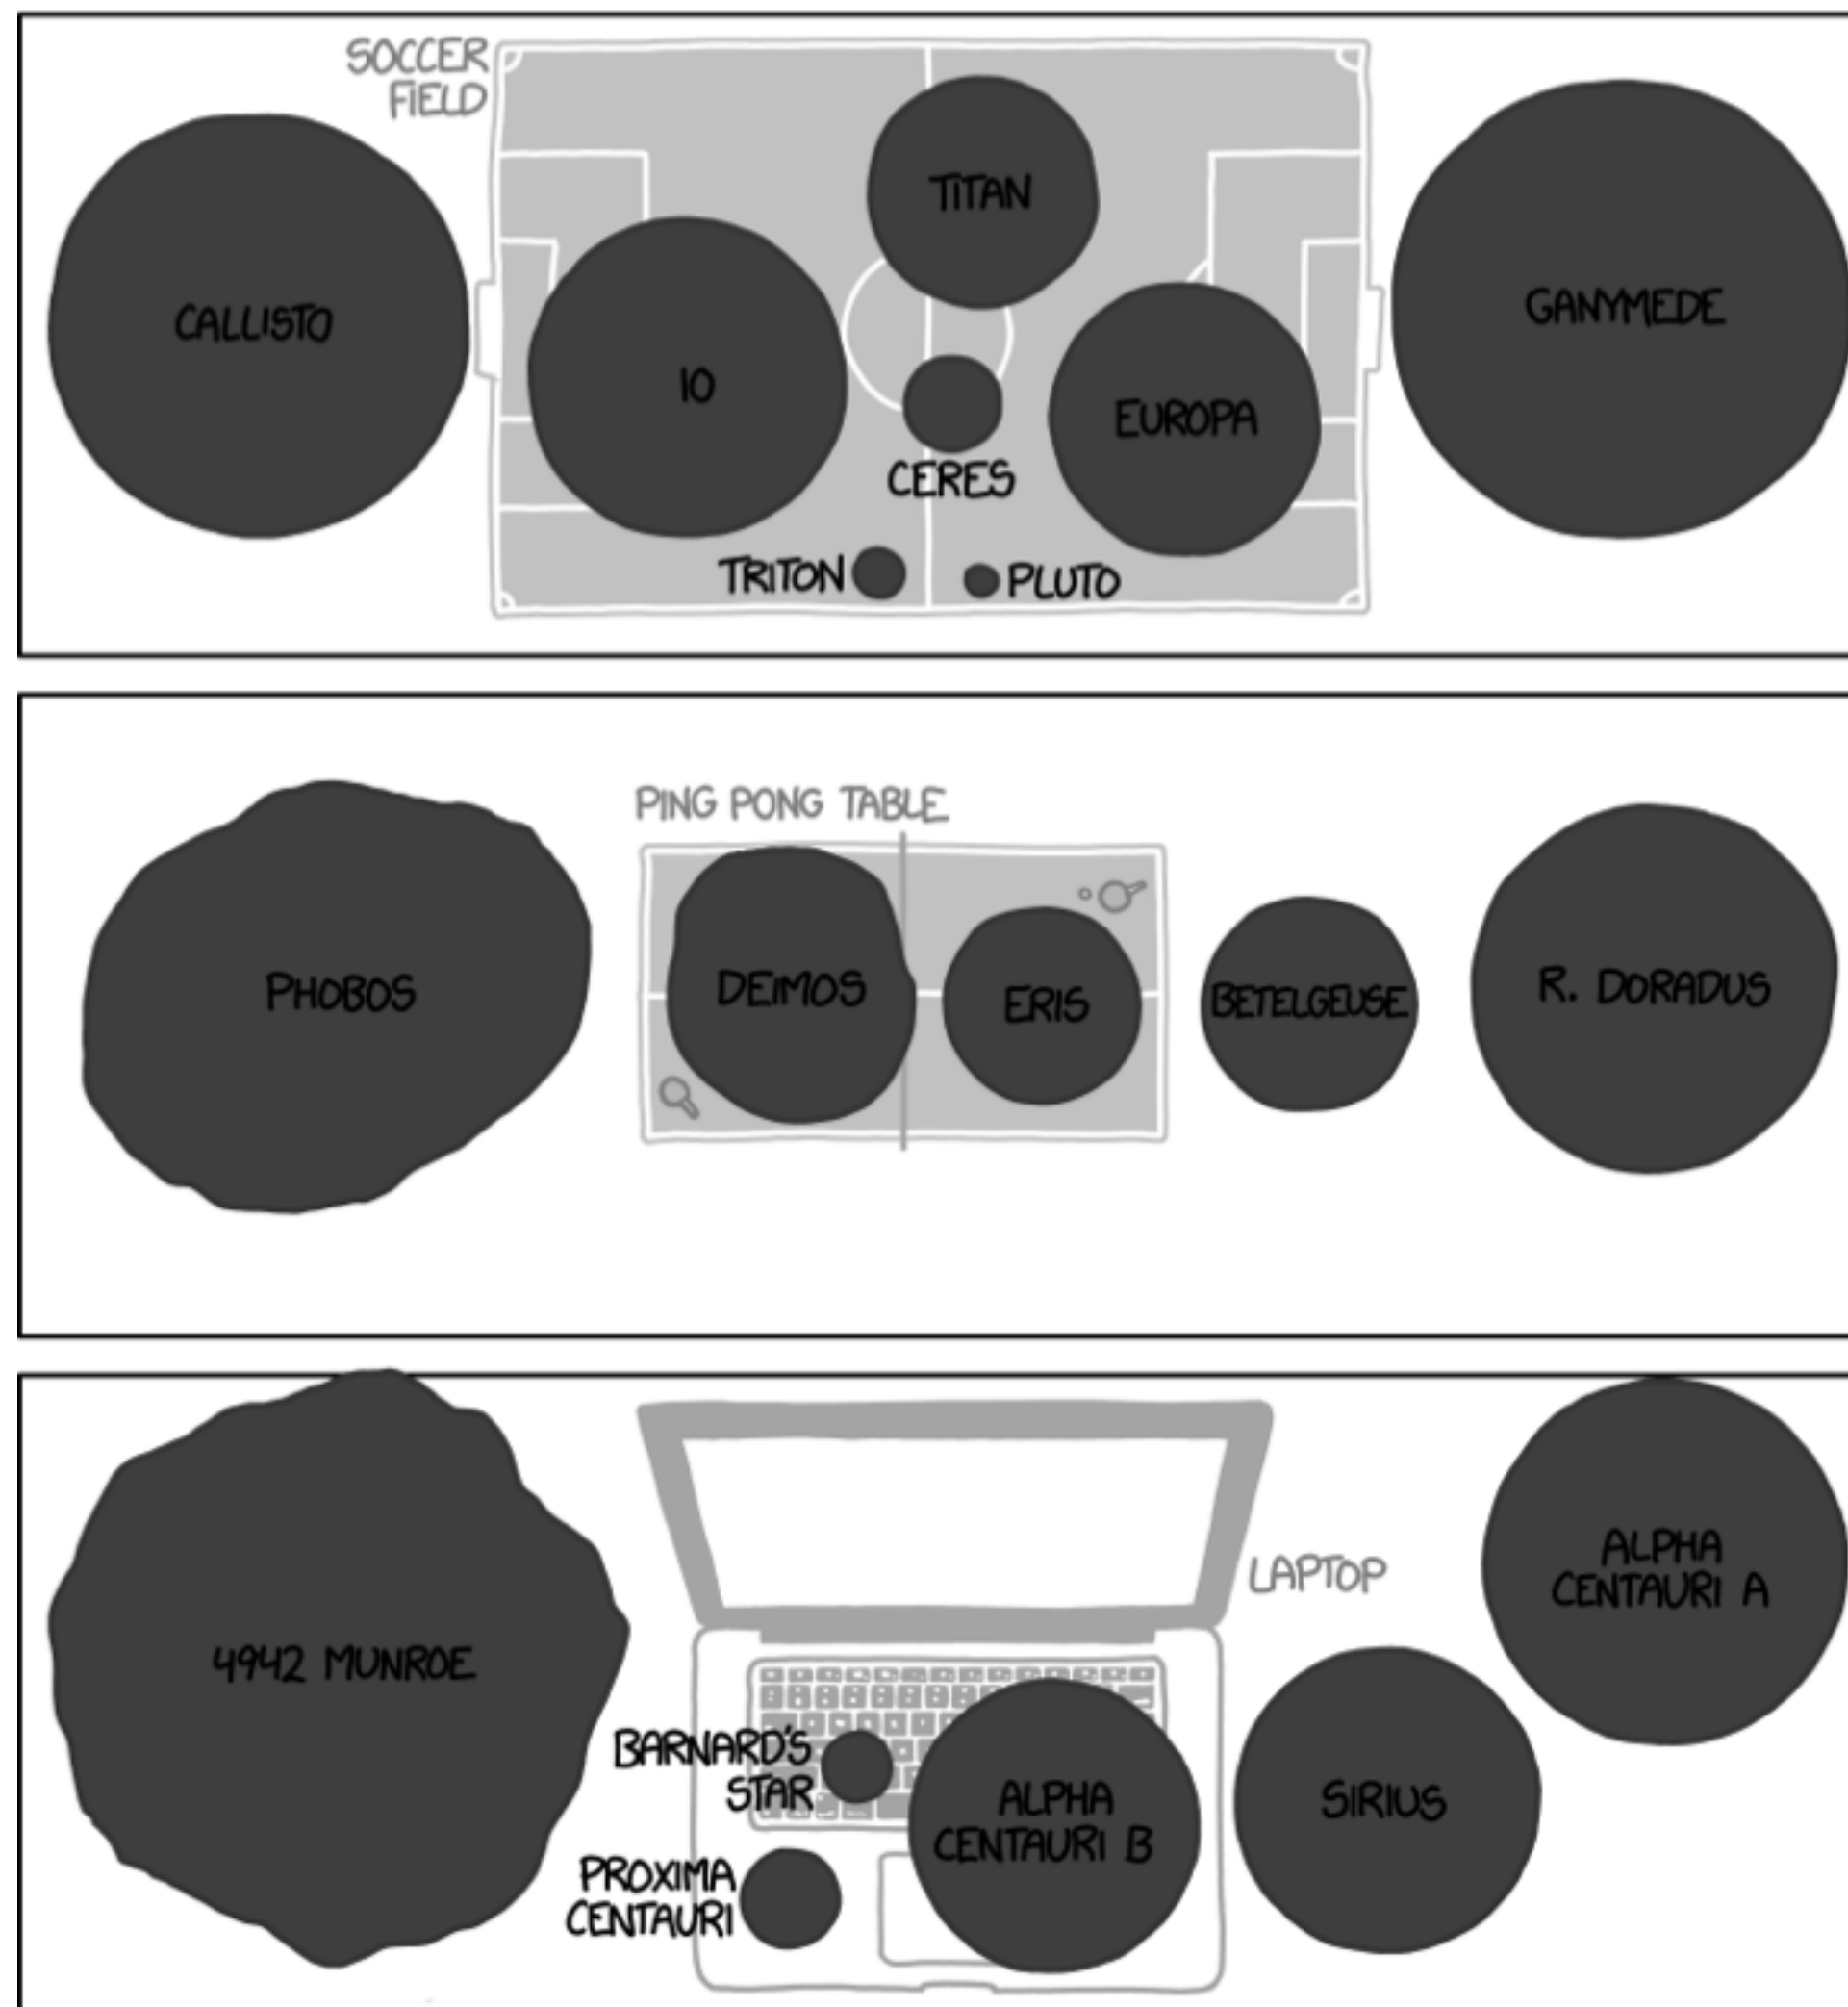 SOCCER
FIELD
CALLISTO
IO
TITAN
CERES
EUROPA
GANYMEDE
TRITON
PLUTO
PING PONG TABLE
PHOBOS
DEIMOS
ERIS
BETELGEUSE
R. DORADUS
4942 MUNROE
LAPTOP
BARNARD'S
STAR
PROXIMA
CENTAURI
ALPHA
CENTAURI B
SIRIUS
ALPHA
CENTAURI A